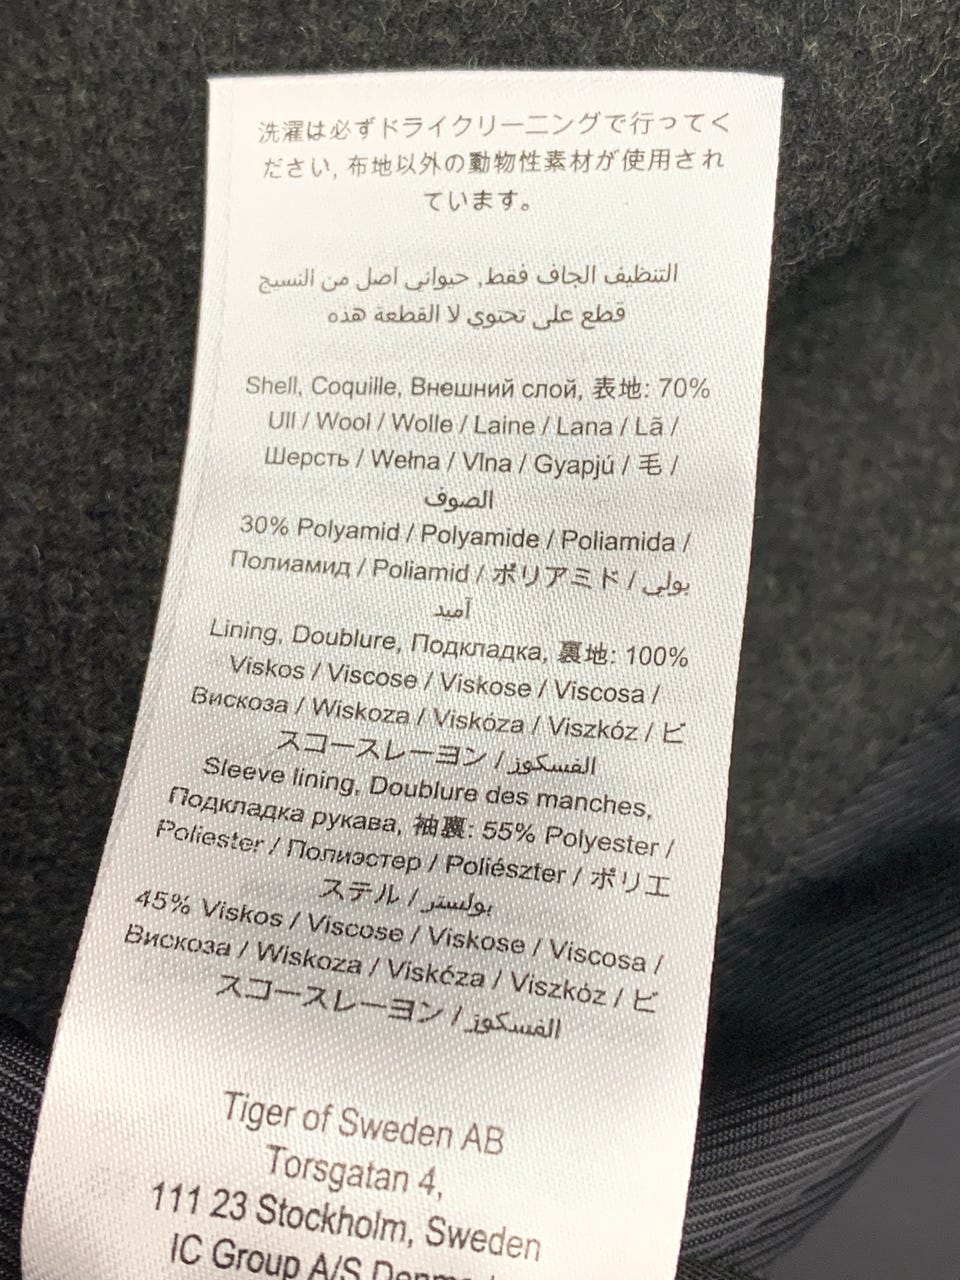 洗濯は必ずドライクリーニングで行ってく
ださい, 布地以外の動物性素材が使用され
ています。
التنظيف الجاف فقط, حيواني اصل من النسيج
قطع على تحتوي لا القطعة هذه
Shell, Coquille, Внешний слой, 表地: 70%
Ull / Wool / Wolle / Laine / Lana / Lã /
Шерсть / Wełna / Vlna / Gyapjú / 毛 /
الصوف
30% Polyamid / Polyamide / Poliamida /
Полиамид / Poliamid / ポリアミド / بولي
آميد
Lining, Doublure, Подкладка, 裏地: 100%
Viskos / Viscose / Viskose / Viscosa /
Вискоза / Wiskoza / Viskóza / Viszkóz / ビ
スコースレーヨン / الفسكوز
Sleeve lining, Doublure des manches,
Подкладка рукава, 袖裏: 55% Polyester /
Poliester / Полиэстер / Poliészter / ポリエ
ステル / بولستر
45% Viskos / Viscose / Viskose / Viscosa /
Вискоза / Wiskoza / Viskóza / Viszkóz / ビ
スコースレーヨン / الفسكوز
Tiger of Sweden AB
Torsgatan 4,
111 23 Stockholm, Sweden
IC Group A/S